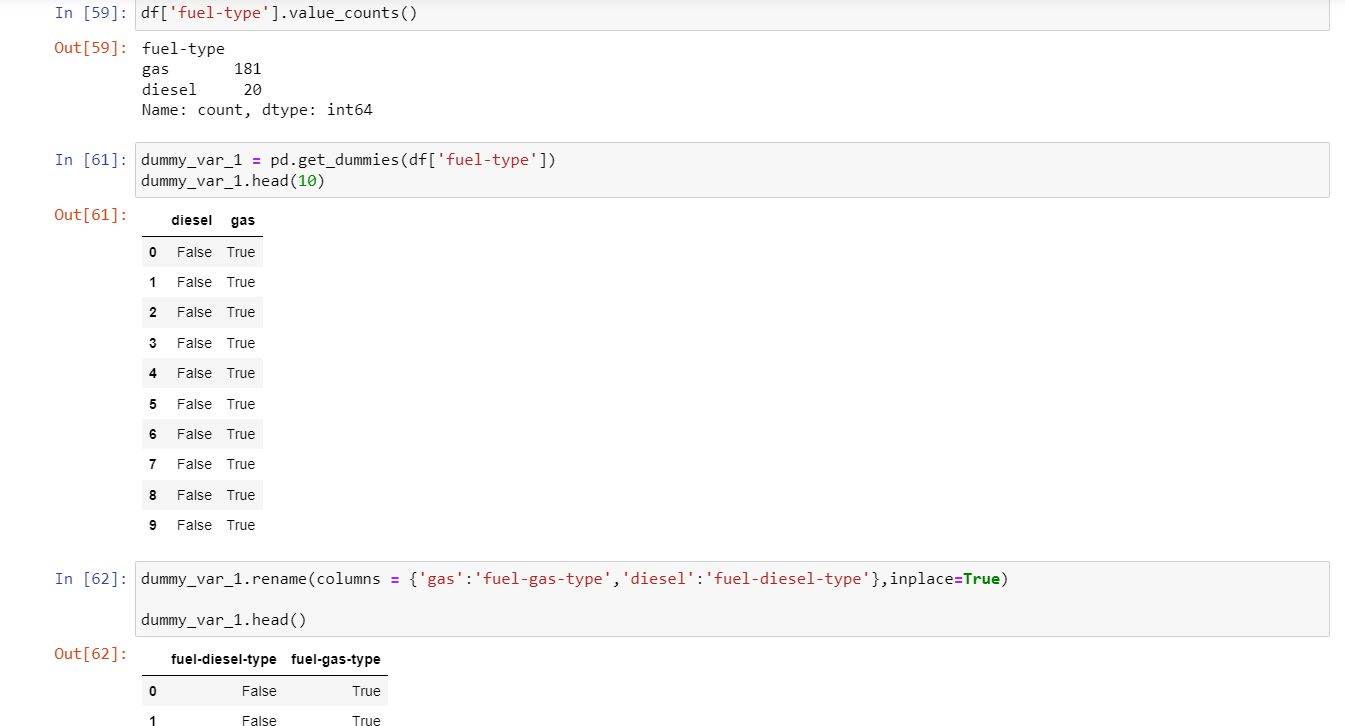 In [59]: df['fuel-type'].value_counts()
Out[59]: fuel-type
gas       181
diesel     20
Name: count, dtype: int64
In [61]: dummy_var_1 = pd.get_dummies(df['fuel-type'])
dummy_var_1.head(10)
Out[61]:
diesel gas
0 False True
1 False True
2 False True
3 False True
4 False True
5 False True
6 False True
7 False True
8 False True
9 False True
In [62]: dummy_var_1.rename(columns = {'gas':'fuel-gas-type','diesel':'fuel-diesel-type'},inplace=True)
dummy_var_1.head()
Out[62]:
fuel-diesel-type fuel-gas-type
0 False True
1 False True